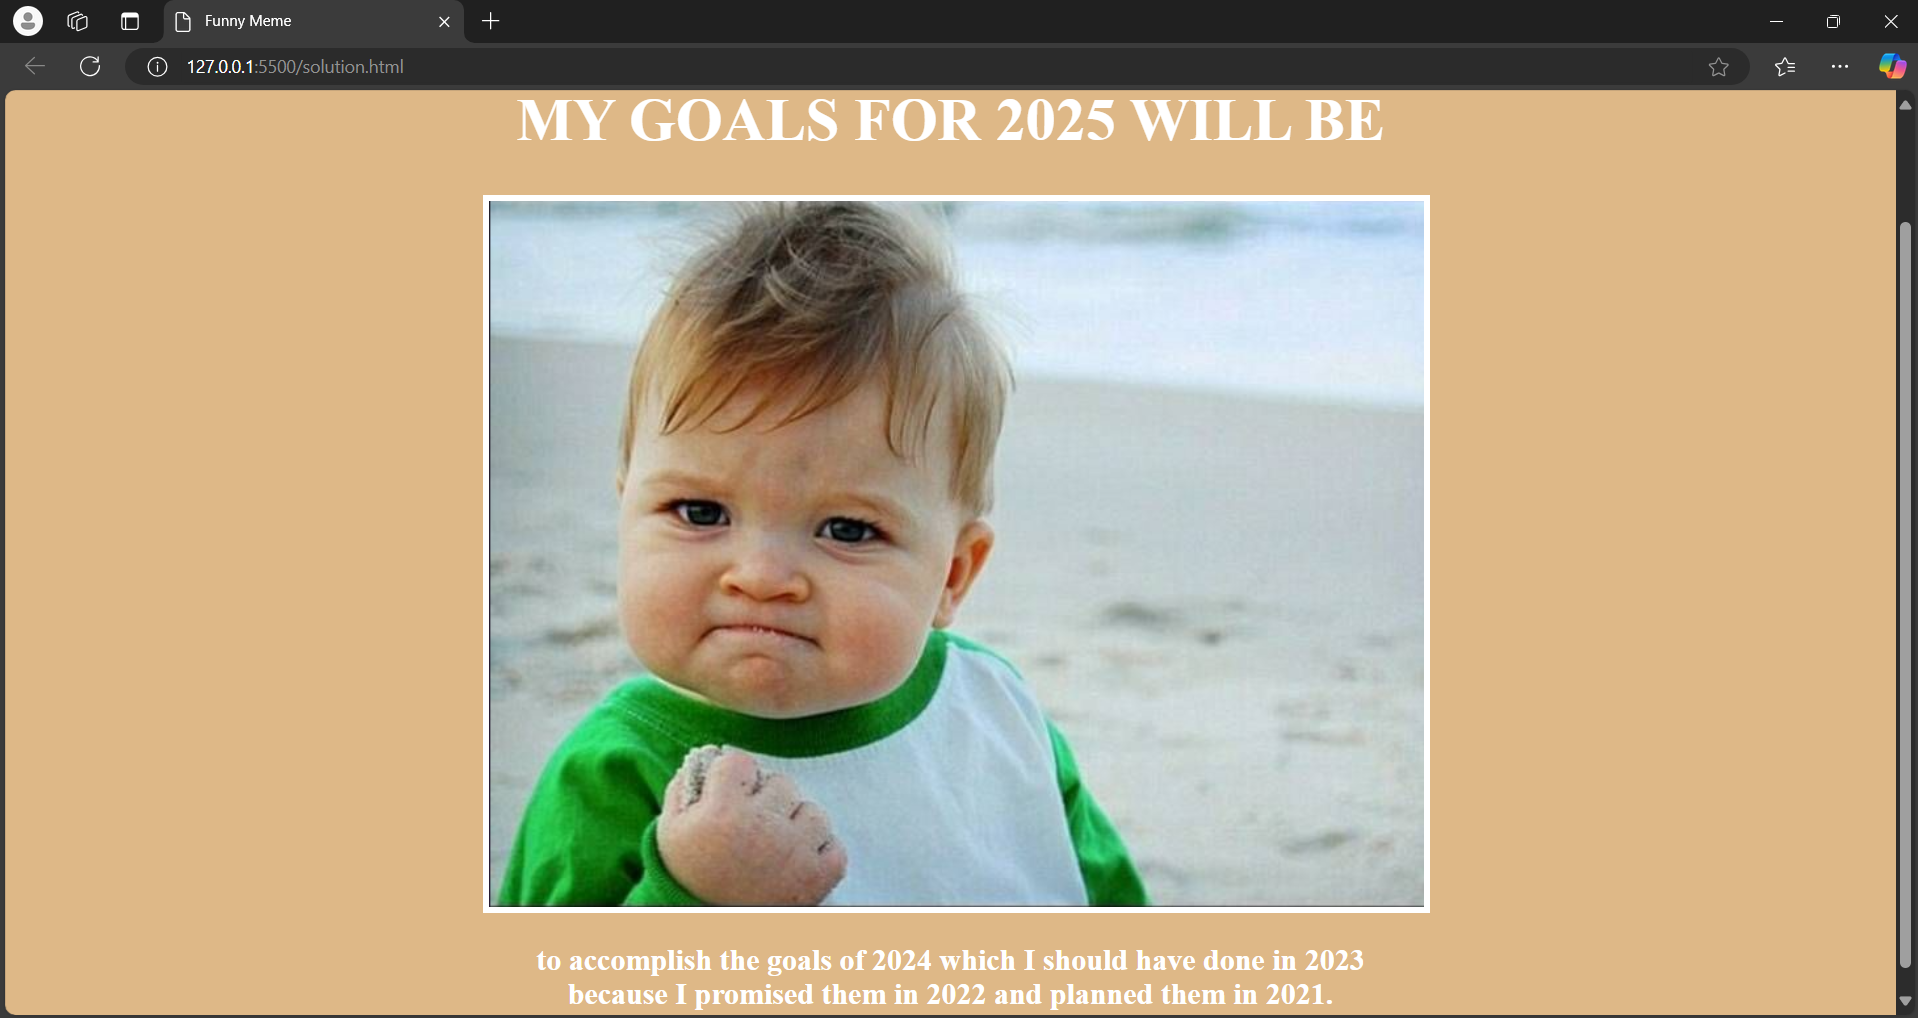 Funny Meme
127.0.0.1:5500/solution.html
MY GOALS FOR 2025 WILL BE
to accomplish the goals of 2024 which I should have done in 2023
because I promised them in 2022 and planned them in 2021.